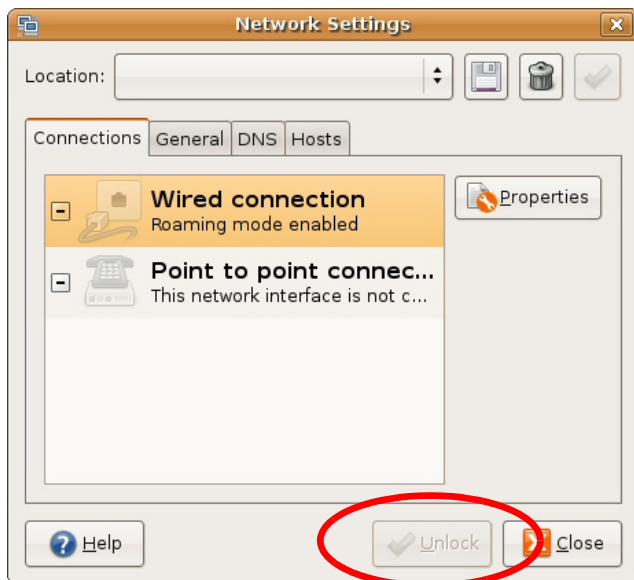 Network Settings
Location:
Connections General DNS Hosts
Wired connection
Roaming mode enabled
Properties
Point to point connec...
This network interface is not c...
Help Unlock Close